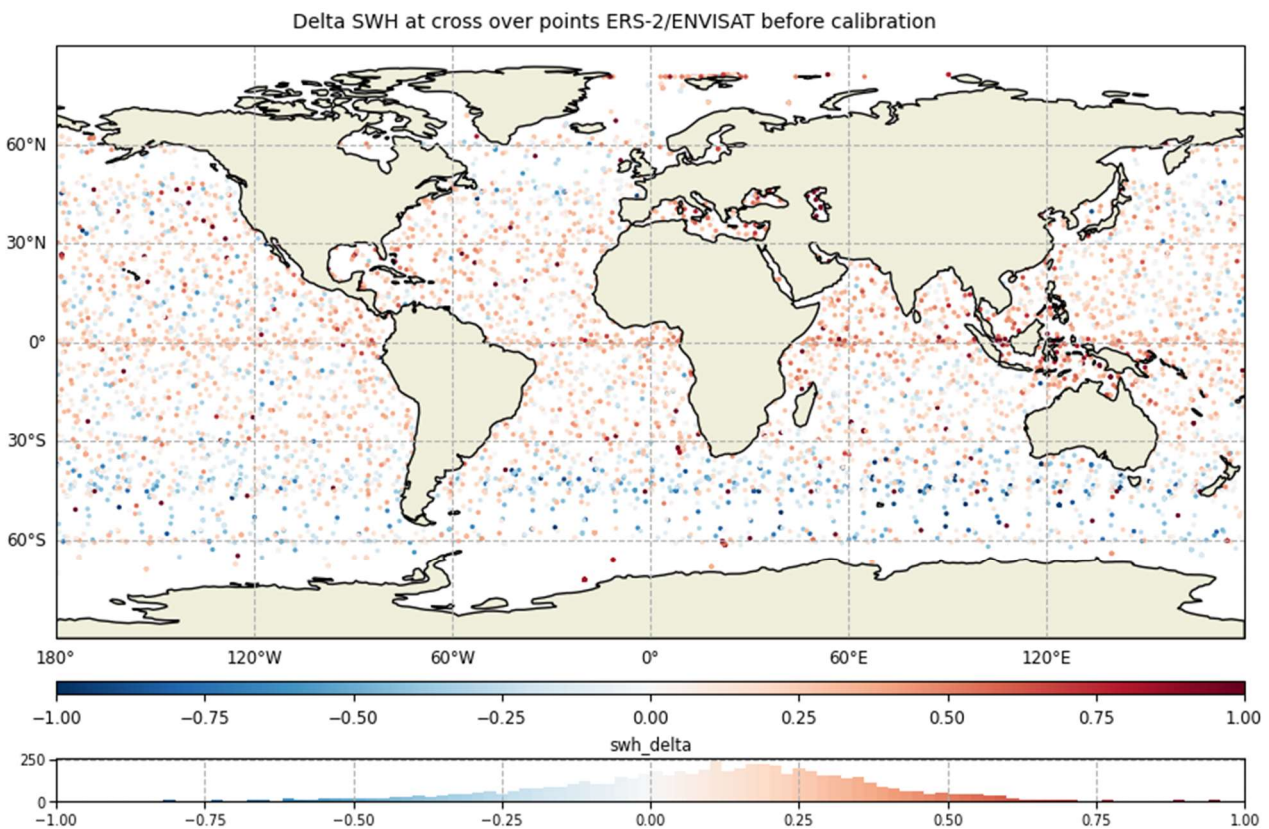 Delta SWH at cross over points ERS-2/ENVISAT before calibration
60°N
30°N
0°
30°S
60°S
180° 120°W 60°W 0° 60°E 120°E
−1.00 −0.75 −0.50 −0.25 0.00 0.25 0.50 0.75 1.00
swh_delta
250
0
−1.00 −0.75 −0.50 −0.25 0.00 0.25 0.50 0.75 1.00